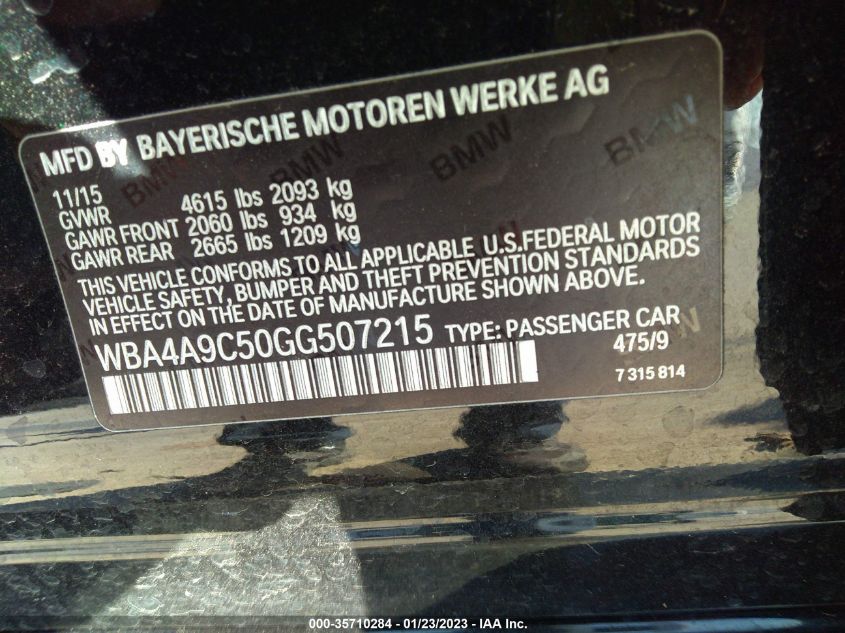 MFD BY BAYERISCHE MOTOREN WERKE AG
11/15
GVWR 4615 lbs 2093 kg
GAWR FRONT 2060 lbs 934 kg
GAWR REAR 2665 lbs 1209 kg
THIS VEHICLE CONFORMS TO ALL APPLICABLE U.S.FEDERAL MOTOR
VEHICLE SAFETY, BUMPER AND THEFT PREVENTION STANDARDS
IN EFFECT ON THE DATE OF MANUFACTURE SHOWN ABOVE.
WBA4A9C50GG507215 TYPE: PASSENGER CAR
475/9
7 315 814
BMW
BMW
BMW
000-35710284 - 01/23/2023 - IAA Inc.